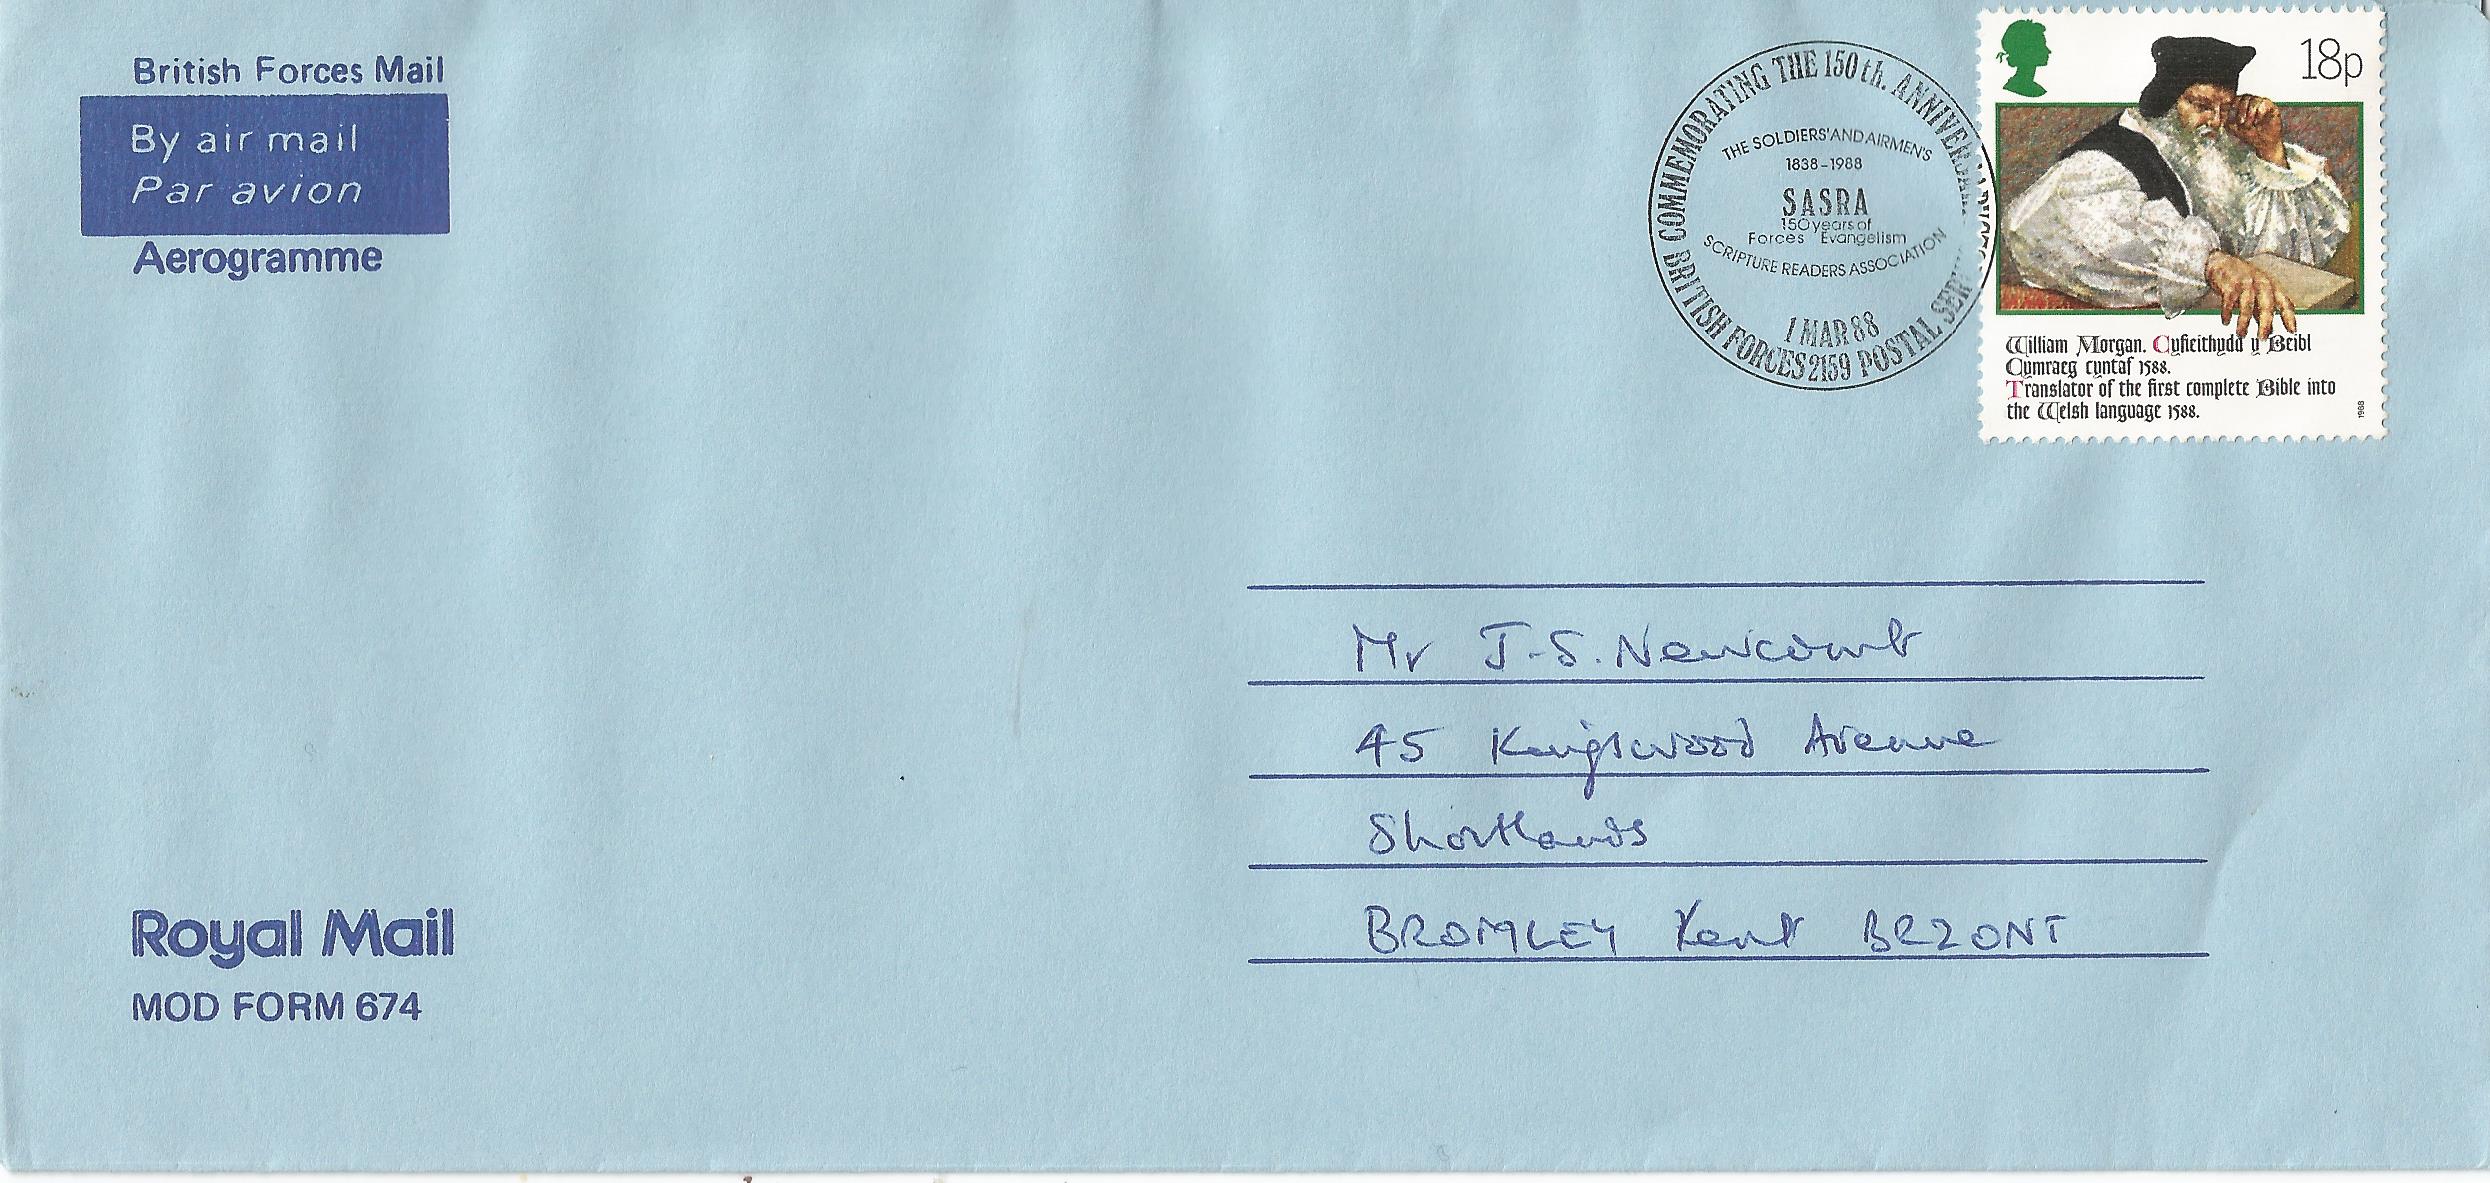 British Forces Mail
By air mail
Par avion
Aerogramme
COMMEMORATING THE 150th. ANNIVERSARY
THE SOLDIERS' AND AIRMEN'S
1838-1988
SASRA
150 years of
Forces Evangelism
SCRIPTURE READERS ASSOCIATION
1 MAR 88
BRITISH FORCES 2159 POSTAL SERV
18p
William Morgan. Cyfieithydd y Beibl
Cymraeg cyntaf 1588.
Translator of the first complete Bible into
the Welsh language 1588.
1988
Mr J.S. Newcomb
45 Kingswood Avenue
Shortlands
BROMLEY Kent BR2 0NT
Royal Mail
MOD FORM 674